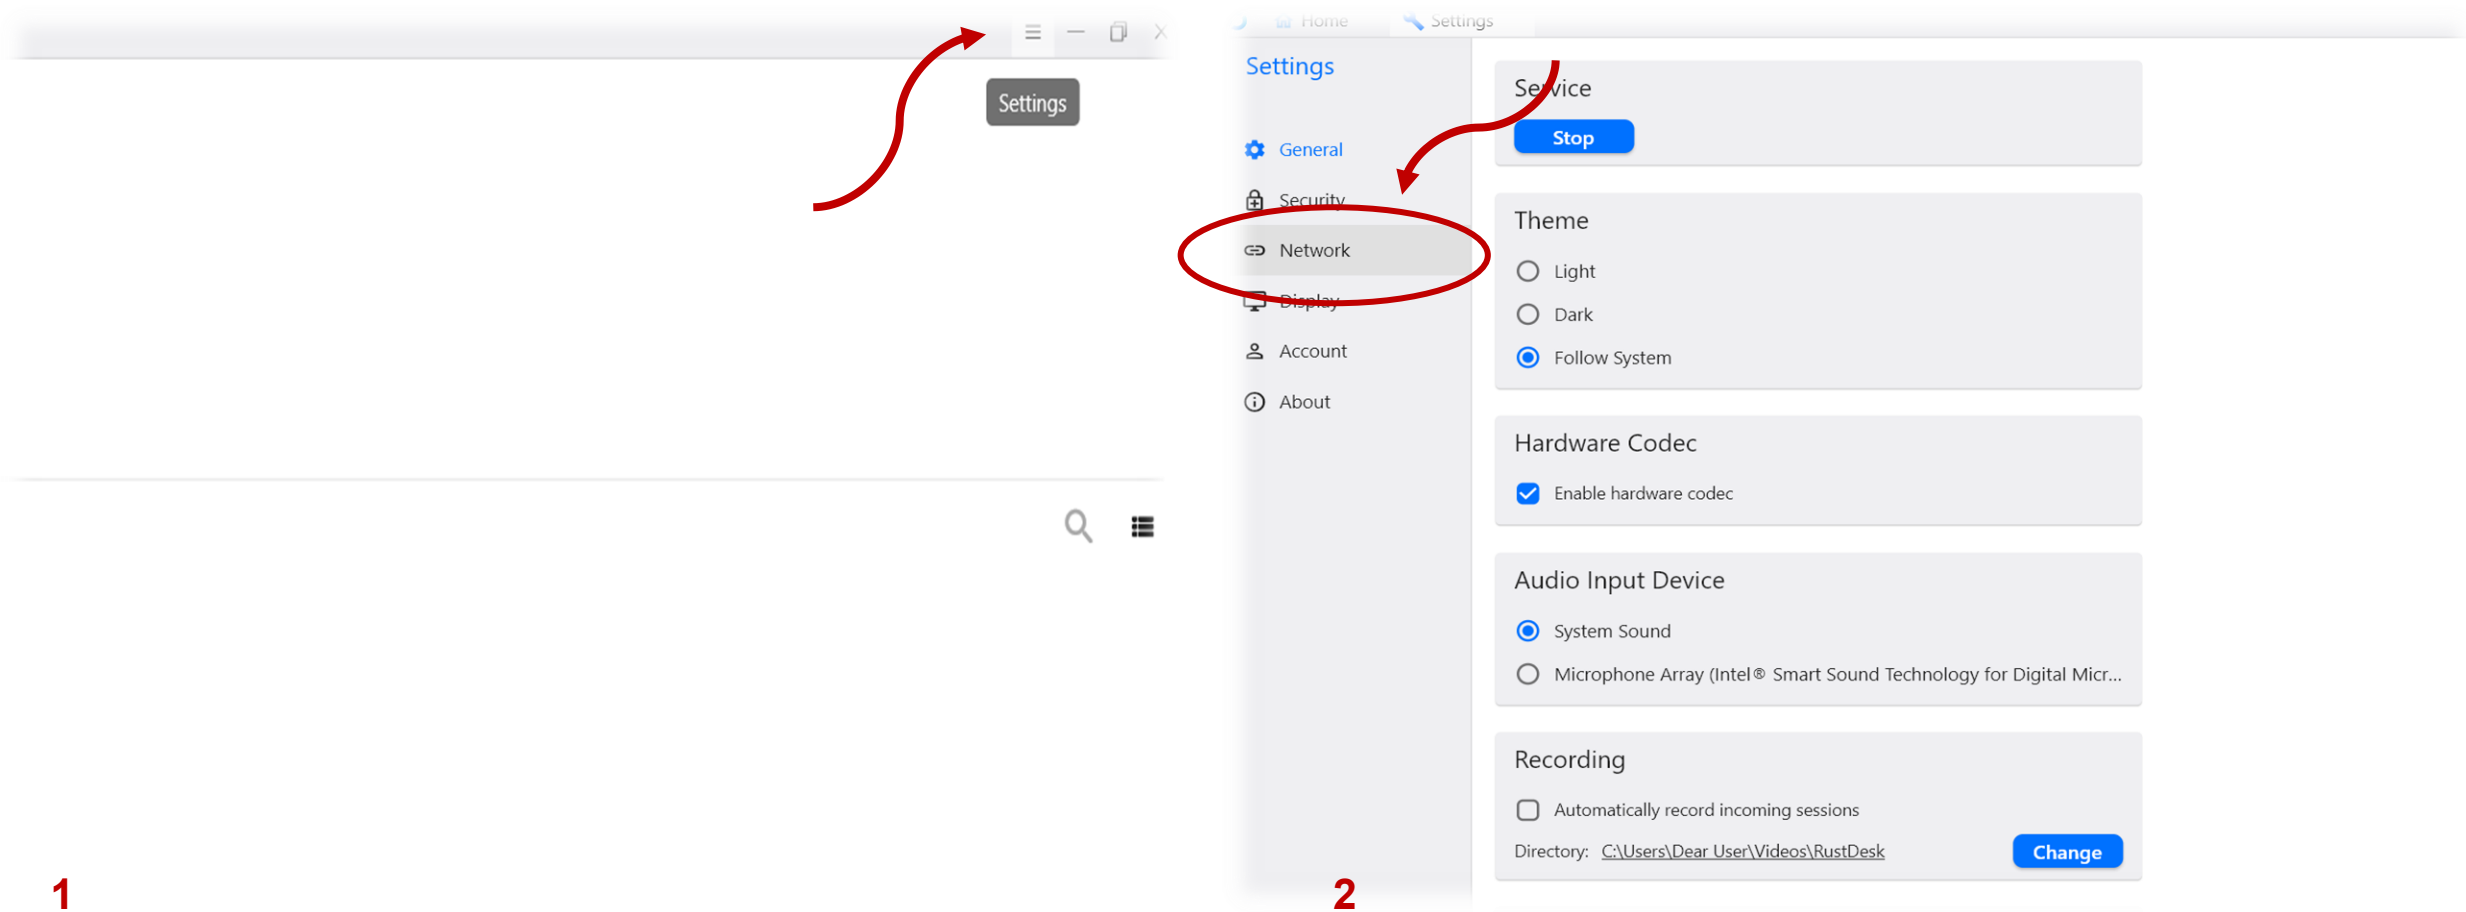 Settings
1
Home
Settings
Settings
General
Security
Network
Display
Account
About
Service
Stop
Theme
Light
Dark
Follow System
Hardware Codec
Enable hardware codec
Audio Input Device
System Sound
Microphone Array (Intel® Smart Sound Technology for Digital Micr...
Recording
Automatically record incoming sessions
Directory: C:\Users\Dear User\Videos\RustDesk
Change
2